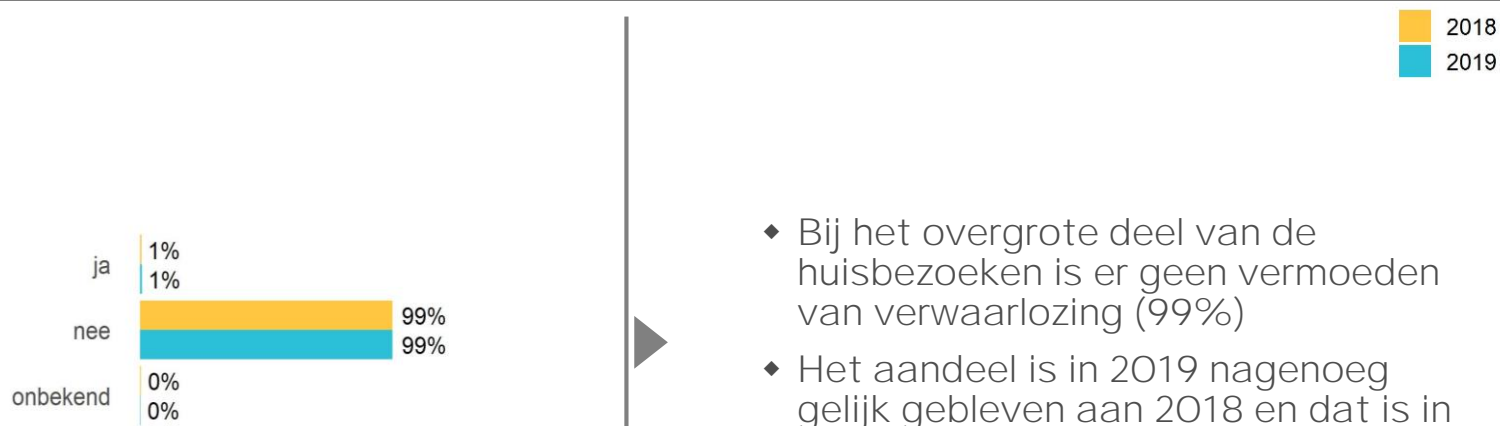 2018
2019
ja
1%
1%
nee
99%
99%
onbekend
0%
0%
◆ Bij het overgrote deel van de
huisbezoeken is er geen vermoeden
van verwaarlozing (99%)
◆ Het aandeel is in 2019 nagenoeg
gelijk gebleven aan 2018 en dat is in